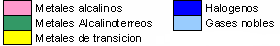 Metales alcalinos
Metales Alcalinoterreos
Metales de transicion
Halogenos
Gases nobles